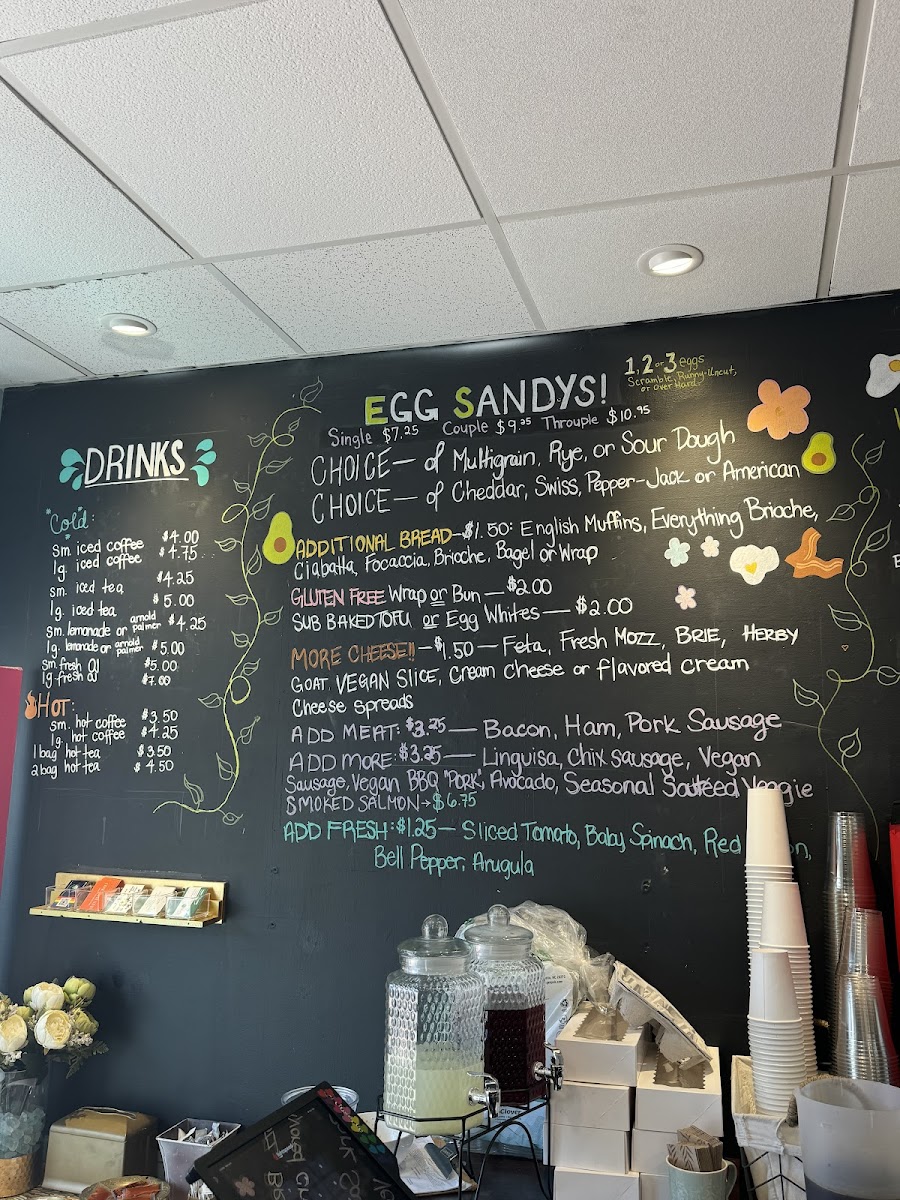 DRINKS
"Cold":
sm. iced coffee $4.00
lg. iced coffee $4.75
sm. iced tea $4.25
lg. iced tea $5.00
sm. lemonade or arnold palmer $4.25
lg. lemonade or arnold palmer $5.00
sm fresh OJ $5.00
lg fresh OJ $7.00
HOT:
sm. hot coffee $3.50
lg. hot coffee $4.25
1 bag hot tea $3.50
2 bag hot tea $4.50
EGG SANDYS!
1, 2 or 3 eggs
Scramble, Runny-Uncut,
or Over Hard
Single $7.25 Couple $9.25 Throuple $10.95
CHOICE— of Multigrain, Rye, or Sour Dough
CHOICE— of Cheddar, Swiss, Pepper-Jack or American
ADDITIONAL BREAD—$1.50: English Muffins, Everything Brioche,
Ciabatta, Focaccia, Brioche, Bagel or Wrap
GLUTEN FREE Wrap or Bun — $2.00
SUB BAKED TOFU or Egg Whites — $2.00
MORE CHEESE!! — $1.50 — Feta, Fresh Mozz, BRIE, HERBY
GOAT, VEGAN SLICE, Cream Cheese or flavored cream
Cheese spreads
ADD MEAT: $3.25 — Bacon, Ham, Pork Sausage
ADD MORE: $3.25 — Linguisa, Chix sausage, Vegan
Sausage, Vegan BBQ "PORK", Avocado, Seasonal Sautéed Veggie
SMOKED SALMON → $6.75
ADD FRESH: $1.25 — Sliced Tomato, Baby Spinach, Red
Bell Pepper, Arugula